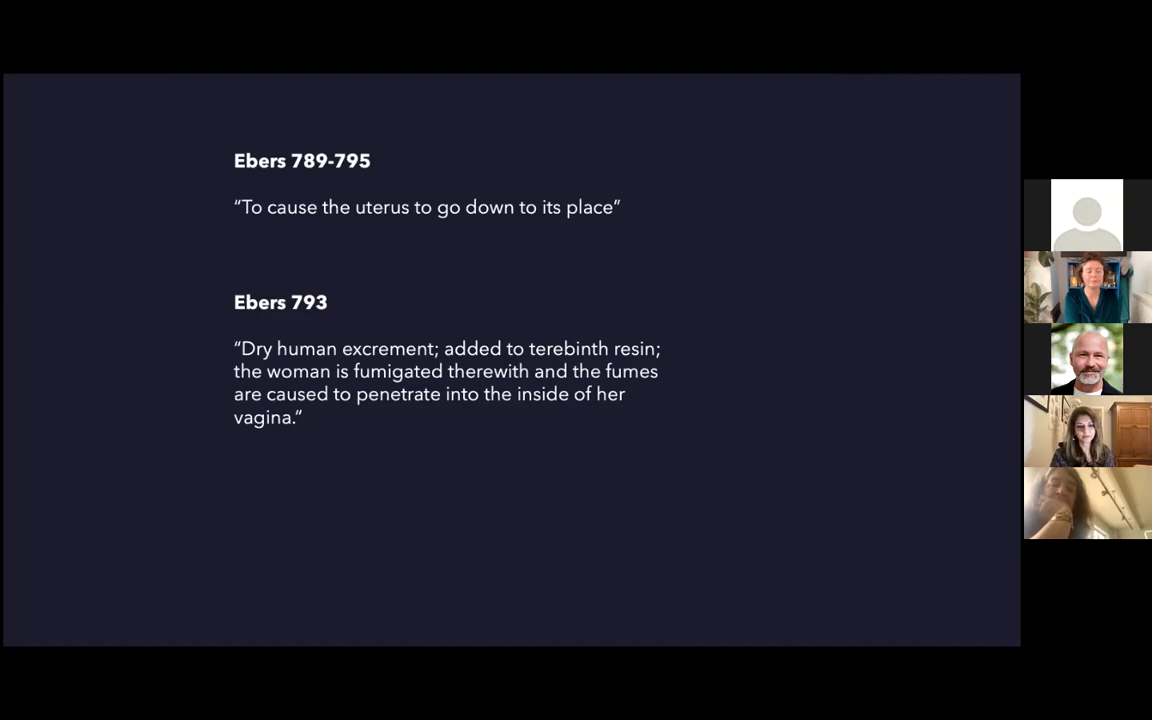 Ebers 789-795
“To cause the uterus to go down to its place”
Ebers 793
“Dry human excrement; added to terebinth resin;
the woman is fumigated therewith and the fumes
are caused to penetrate into the inside of her
vagina.”